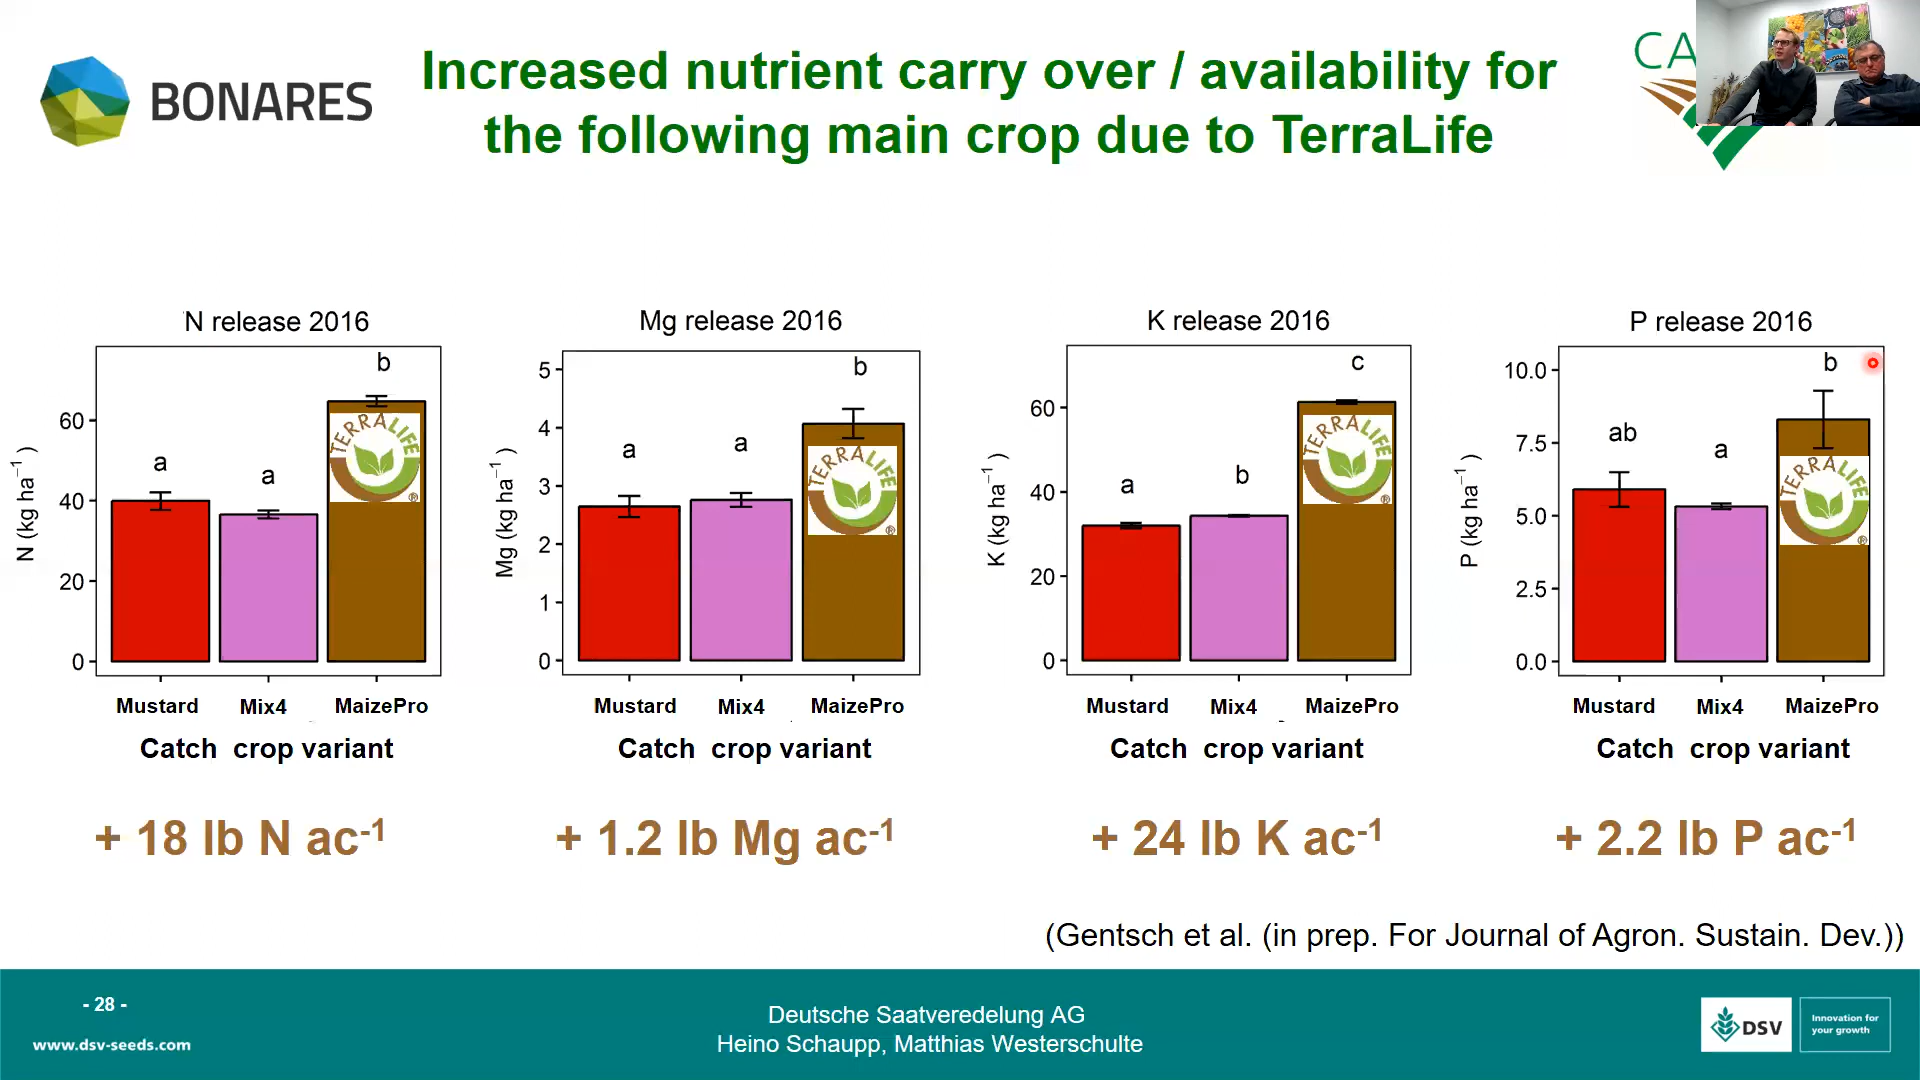 BONARES
Increased nutrient carry over / availability for
the following main crop due to TerraLife
CA
N release 2016
N (kg ha⁻¹ )
60
40
20
0
a
a
b
TERRALIFE
®
Mustard
Mix4
MaizePro
Catch crop variant
+ 18 lb N ac-1
Mg release 2016
Mg (kg ha⁻¹ )
5
4
3
2
1
0
a
a
b
TERRALIFE
®
Mustard
Mix4
MaizePro
Catch crop variant
+ 1.2 lb Mg ac-1
K release 2016
K (kg ha⁻¹ )
60
40
20
0
a
b
c
TERRALIFE
®
Mustard
Mix4
MaizePro
Catch crop variant
+ 24 lb K ac-1
P release 2016
P (kg ha⁻¹ )
10.0
7.5
5.0
2.5
0.0
ab
a
b
TERRALIFE
®
Mustard
Mix4
MaizePro
Catch crop variant
+ 2.2 lb P ac-1
(Gentsch et al. (in prep. For Journal of Agron. Sustain. Dev.))
- 28 -
www.dsv-seeds.com
Deutsche Saatveredelung AG
Heino Schaupp, Matthias Westerschulte
DSV
Innovation for
your growth